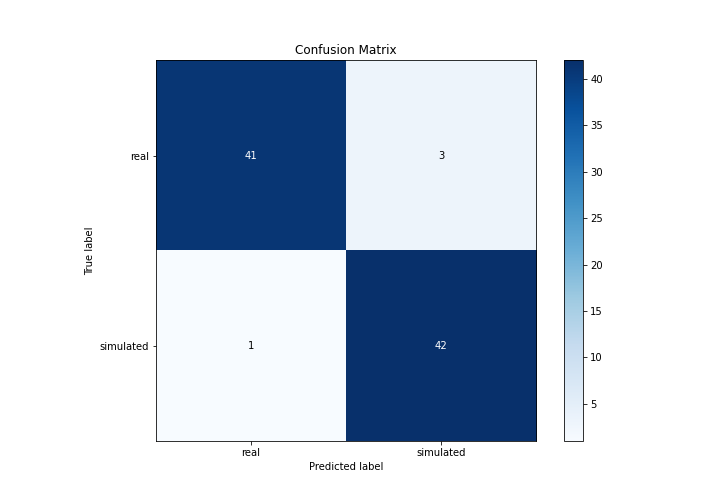 Confusion Matrix
True label
real
41
3
simulated
1
42
real
simulated
Predicted label
40
35
30
25
20
15
10
5